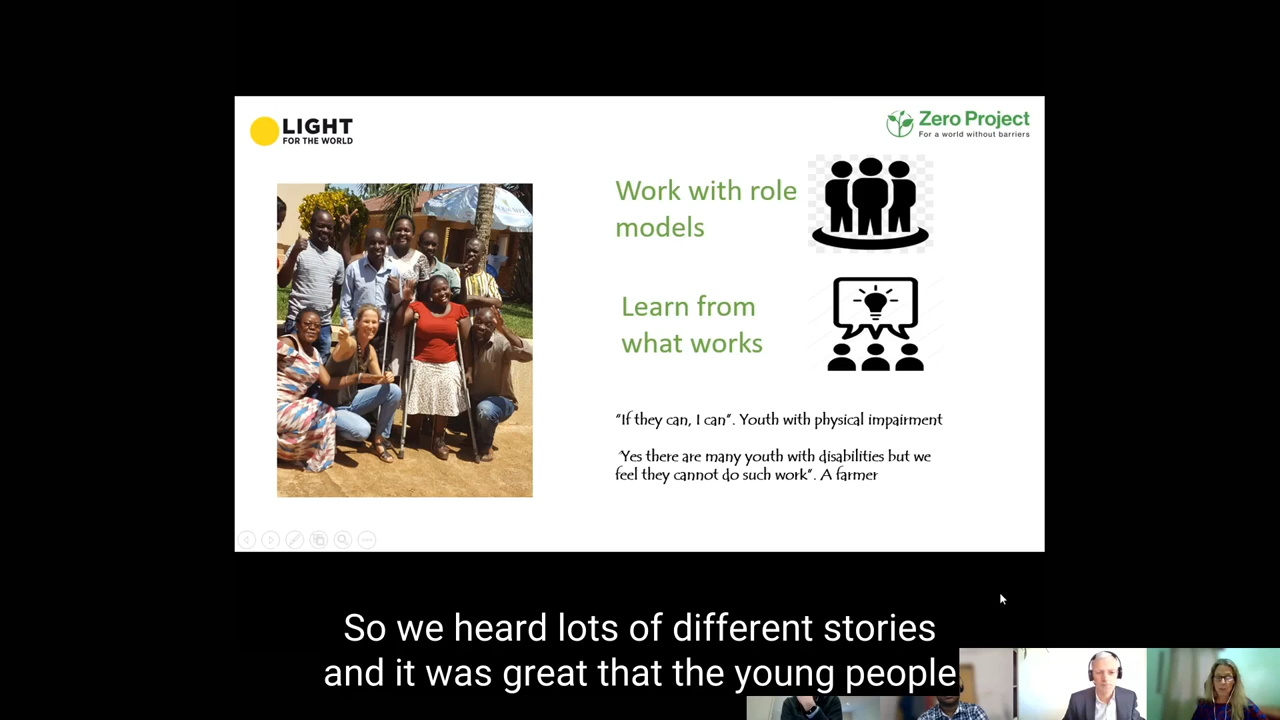 LIGHT
FOR THE WORLD
Zero Project
For a world without barriers
Work with role
models
Learn from
what works
"If they can, I can". Youth with physical impairment
"Yes there are many youth with disabilities but we
feel they cannot do such work". A farmer
So we heard lots of different stories
and it was great that the young people